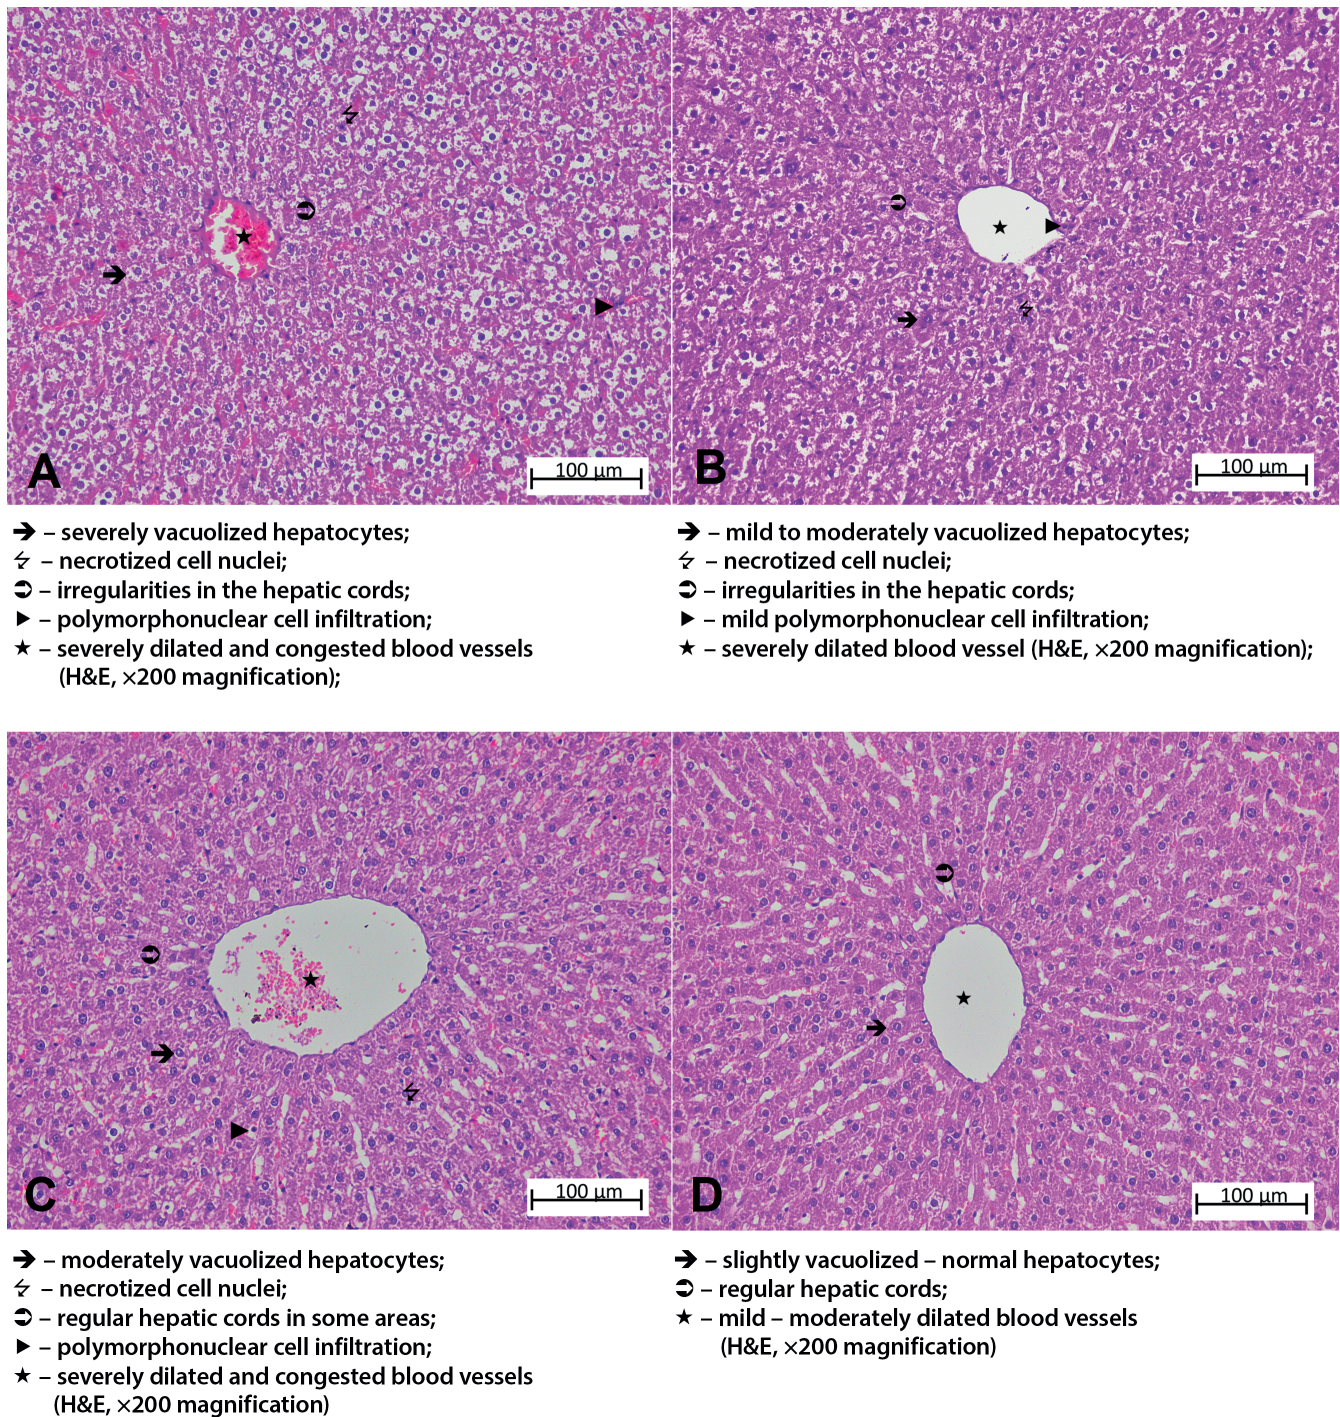 A
100 µm
B
100 µm
➔ – severely vacuolized hepatocytes;
– necrotized cell nuclei;
➲ – irregularities in the hepatic cords;
► – polymorphonuclear cell infiltration;
★ – severely dilated and congested blood vessels
(H&E, ×200 magnification);
➔ – mild to moderately vacuolized hepatocytes;
– necrotized cell nuclei;
➲ – irregularities in the hepatic cords;
► – mild polymorphonuclear cell infiltration;
★ – severely dilated blood vessel (H&E, ×200 magnification);
C
100 µm
D
100 µm
➔ – moderately vacuolized hepatocytes;
– necrotized cell nuclei;
➲ – regular hepatic cords in some areas;
► – polymorphonuclear cell infiltration;
★ – severely dilated and congested blood vessels
(H&E, ×200 magnification)
➔ – slightly vacuolized – normal hepatocytes;
➲ – regular hepatic cords;
★ – mild – moderately dilated blood vessels
(H&E, ×200 magnification)